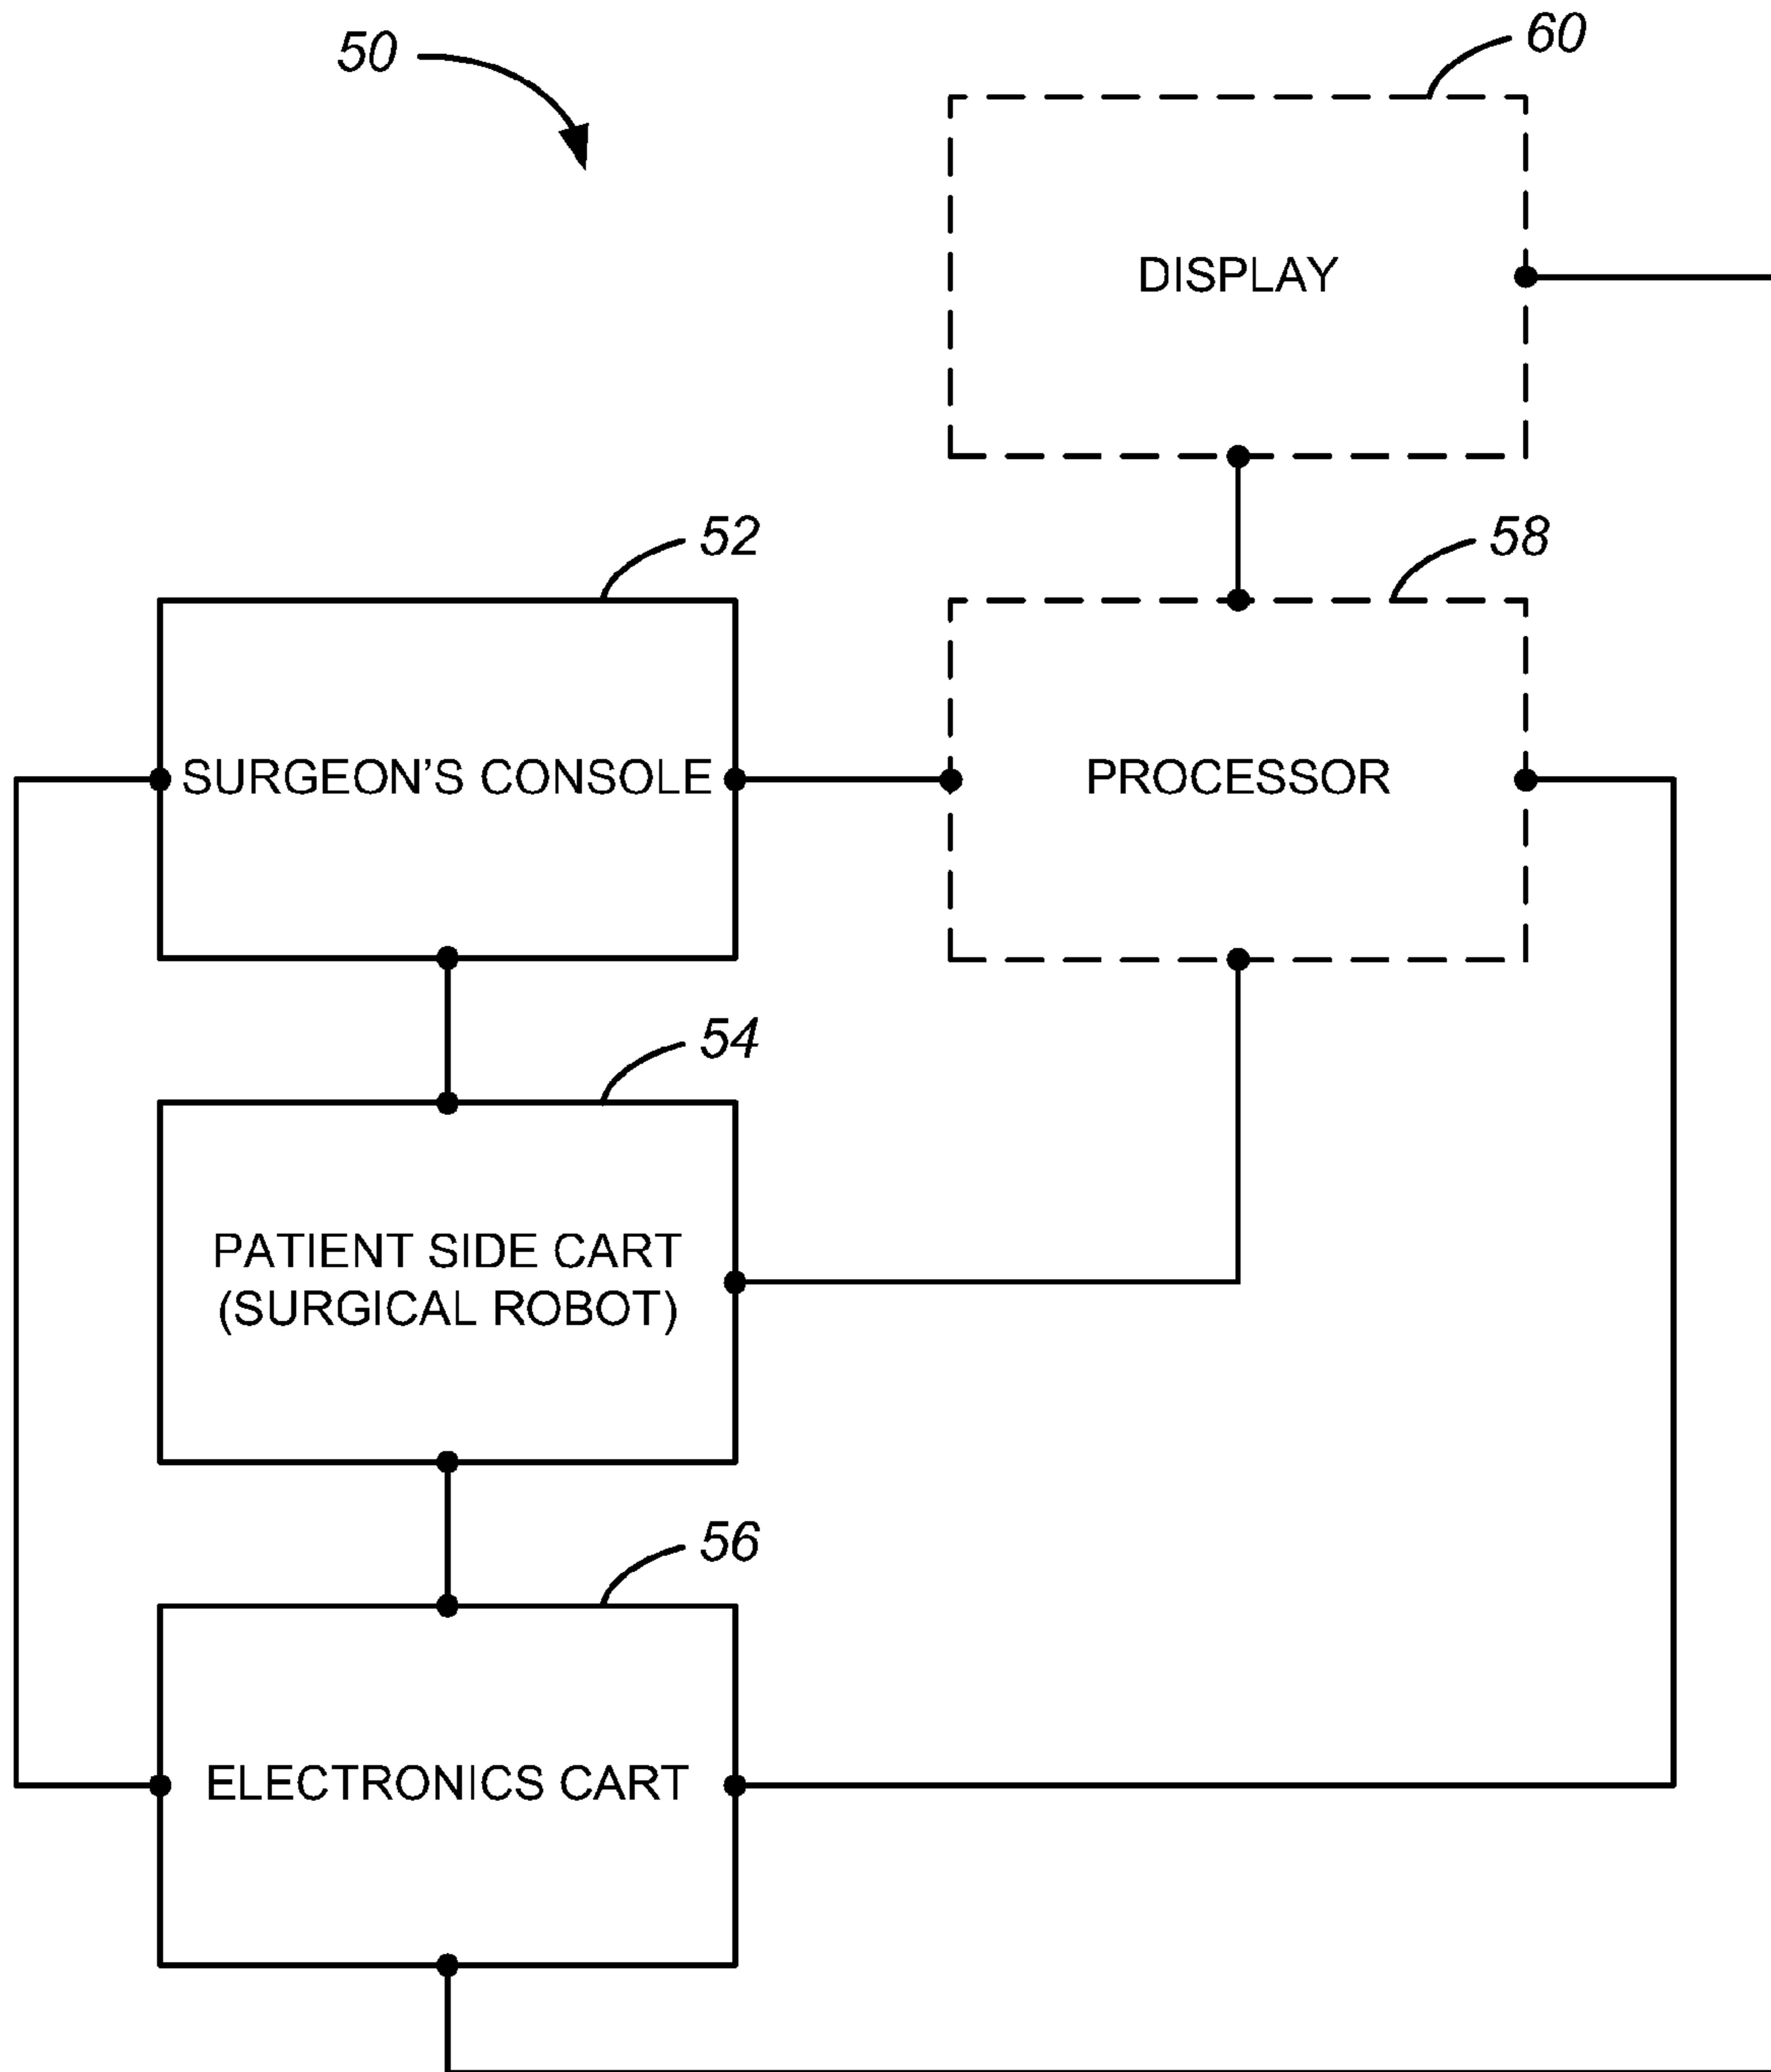 50
60
DISPLAY
52
58
SURGEON'S CONSOLE
PROCESSOR
54
PATIENT SIDE CART
(SURGICAL ROBOT)
56
ELECTRONICS CART